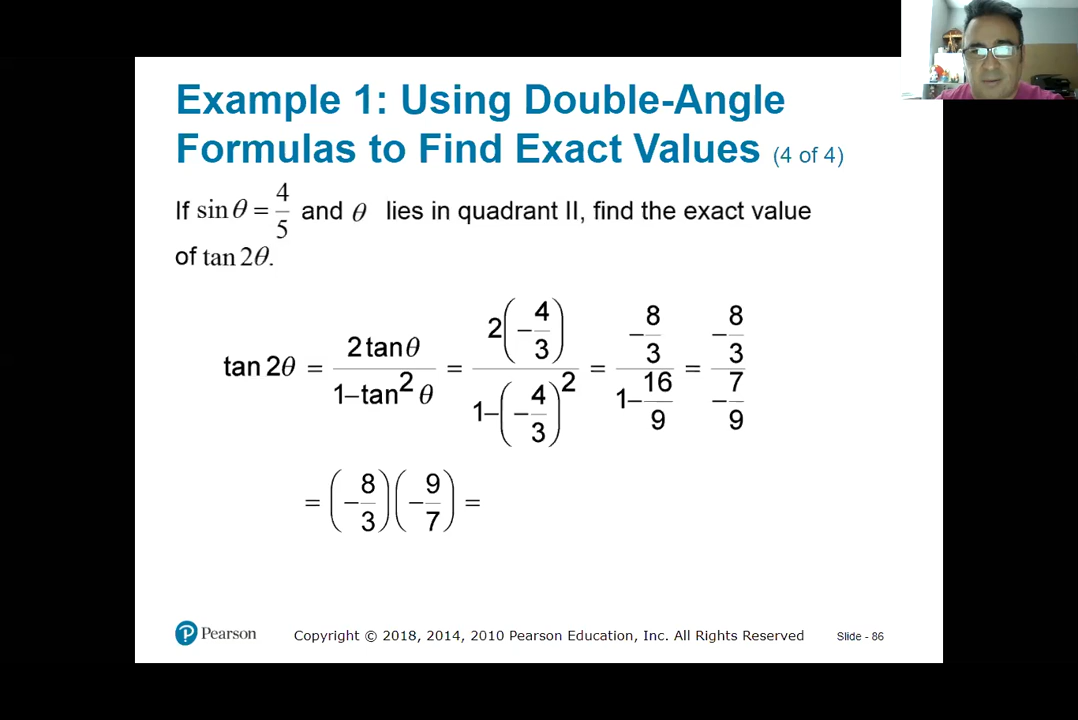 Example 1: Using Double-Angle
Formulas to Find Exact Values (4 of 4)
If sin θ = 4/5 and θ lies in quadrant II, find the exact value
of tan 2θ.
tan 2θ = 2 tan θ / 1–tan² θ = 2(–4/3) / 1–(–4/3)² = –8/3 / 1–16/9 = –8/3 / –7/9
= (–8/3)(–9/7) =
Pearson Copyright © 2018, 2014, 2010 Pearson Education, Inc. All Rights Reserved Slide - 86